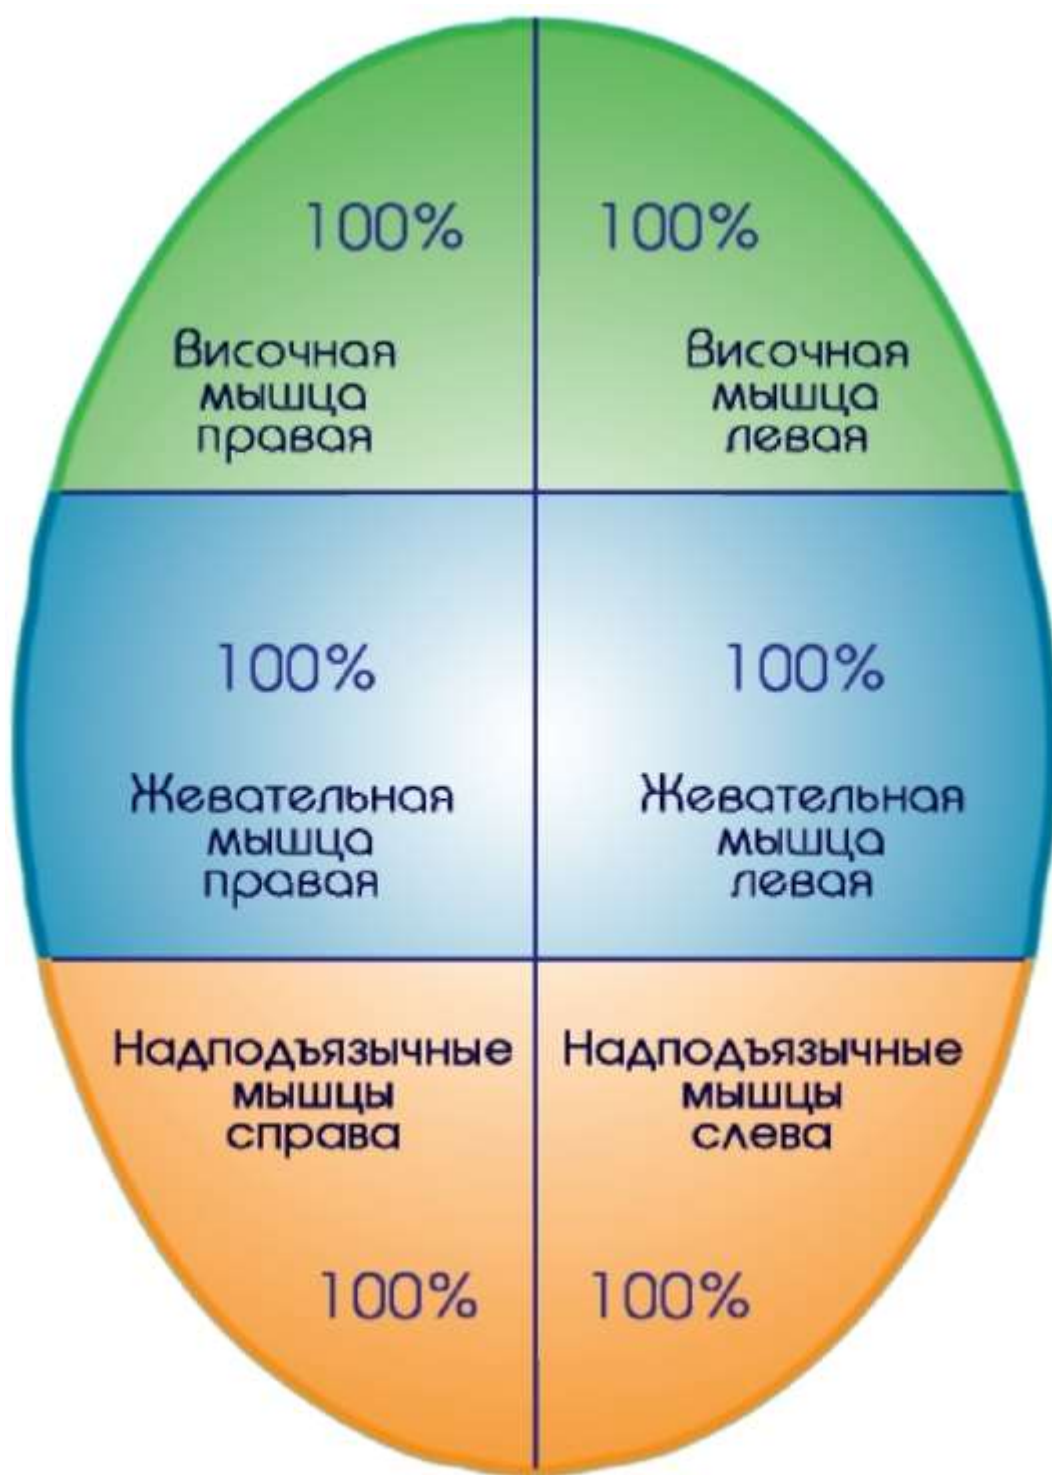 100%
100%
Височная
мышца
правая
Височная
мышца
левая
100%
100%
Жевательная
мышца
правая
Жевательная
мышца
левая
Надподъязычные
мышцы
справа
Надподъязычные
мышцы
слева
100%
100%